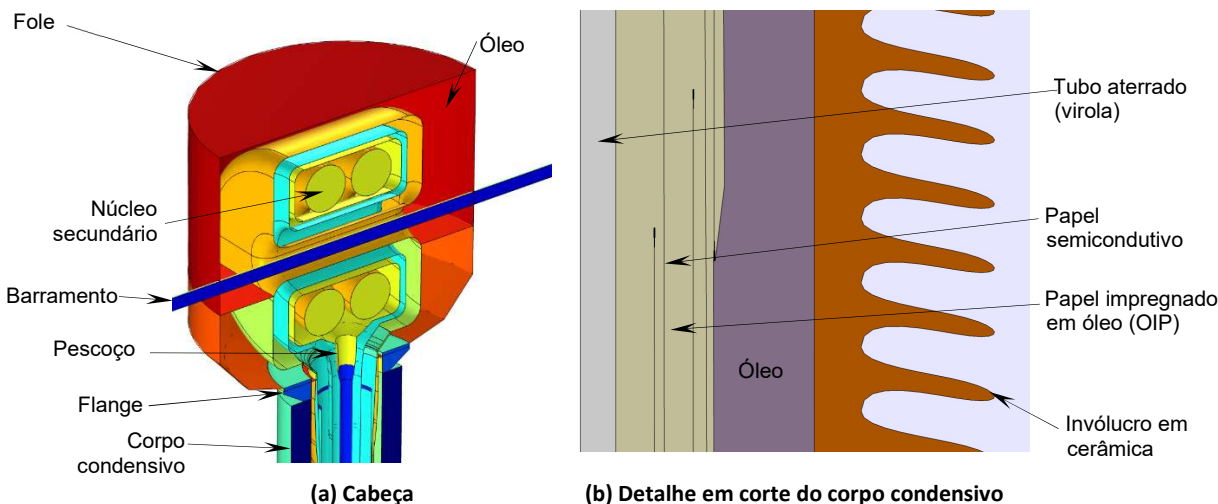 Fole
Óleo
Núcleo
secundário
Barramento
Pescoço
Flange
Corpo
condensivo
(a) Cabeça
Tubo aterrado
(virola)
Papel
semicondutivo
Papel impregnado
em óleo (OIP)
Óleo
Invólucro em
cerâmica
(b) Detalhe em corte do corpo condensivo